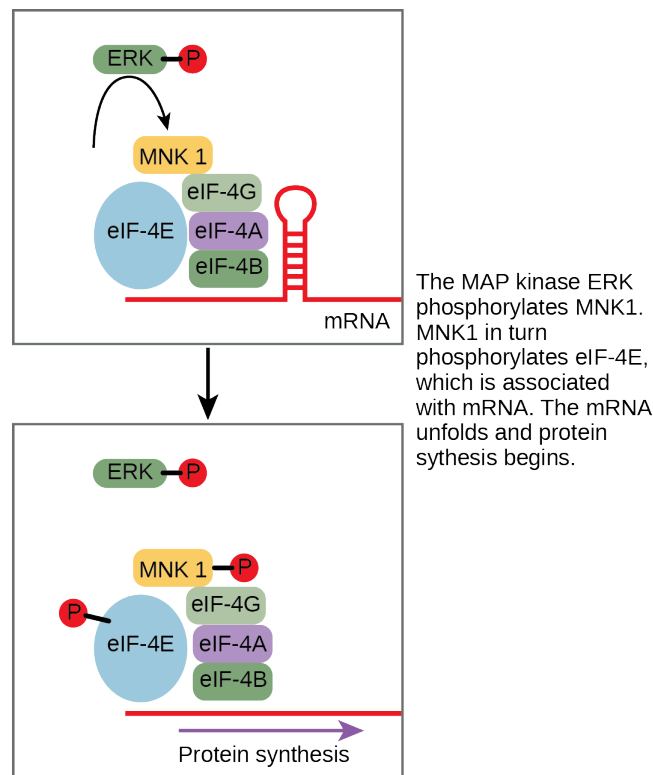 ERK P
MNK 1
eIF-4G
eIF-4E
eIF-4A
eIF-4B
mRNA
The MAP kinase ERK
phosphorylates MNK1.
MNK1 in turn
phosphorylates eIF-4E,
which is associated
with mRNA. The mRNA
unfolds and protein
sythesis begins.
ERK P
MNK 1 P
P
eIF-4G
eIF-4E
eIF-4A
eIF-4B
Protein synthesis